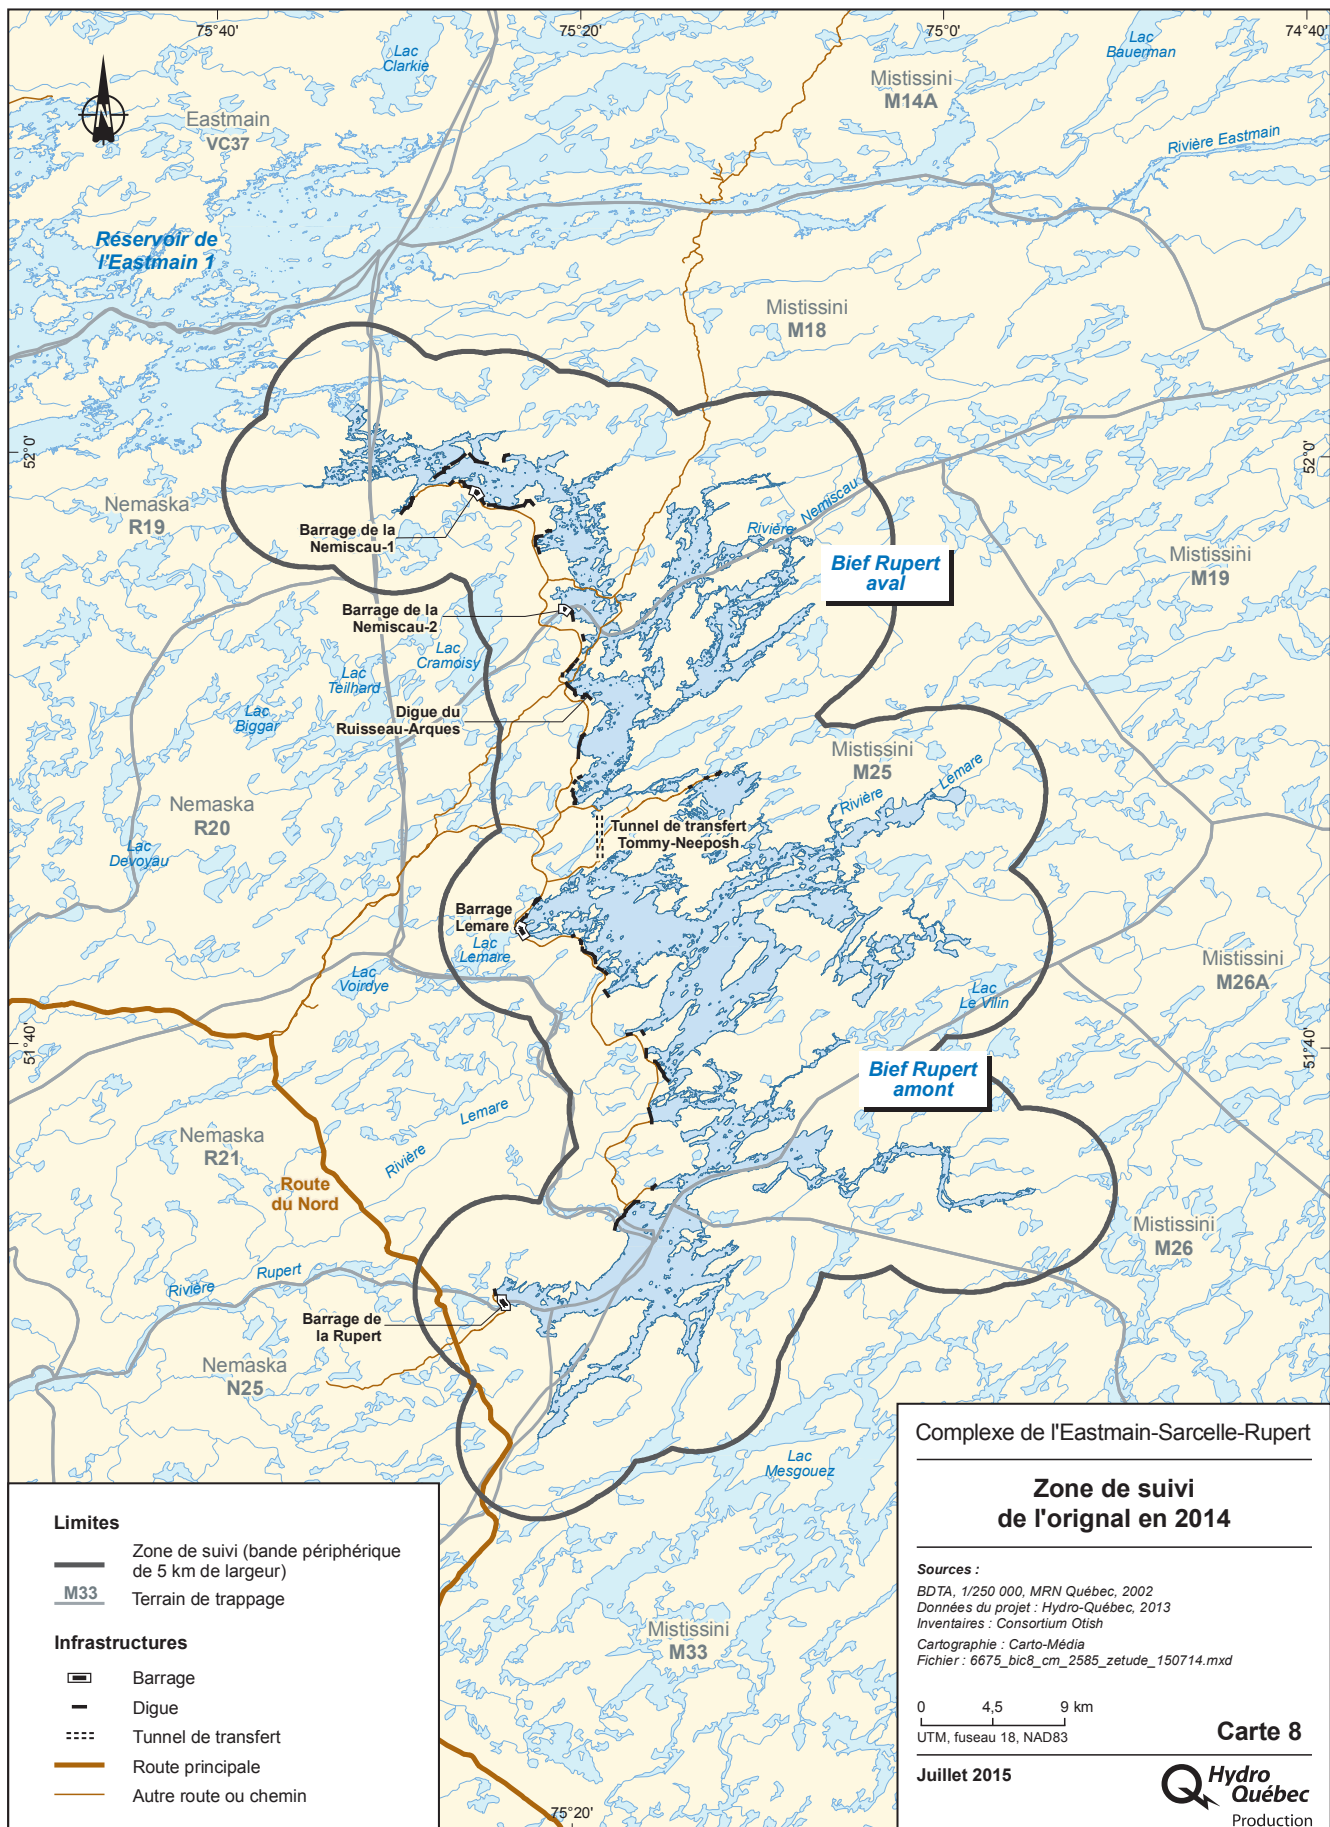 75°40'
75°20'
75°0'
74°40'
Lac
Clarkie
Lac
Bauerman
Mistissini
M14A
Eastmain
VC37
Rivière Eastmain
Réservoir de
l'Eastmain 1
Mistissini
M18
52°0'
52°0'
Nemaska
R19
Barrage de la
Nemiscau-1
Rivière Nemiscau
Bief Rupert
aval
Mistissini
M19
Barrage de la
Nemiscau-2
Lac
Cramoisy
Lac
Teilhard
Lac
Biggar
Digue du
Ruisseau-Arques
Mistissini
M25
Rivière Lemare
Nemaska
R20
Tunnel de transfert
Tommy-Neeposh
Lac
Devoyau
Barrage
Lemare
Lac
Lemare
Lac
Voirdye
Mistissini
M26A
Lac
Le Vilin
51°40'
51°40'
Bief Rupert
amont
Rivière Lemare
Nemaska
R21
Route
du Nord
Mistissini
M26
Rivière Rupert
Barrage de
la Rupert
Nemaska
N25
Lac
Mesgouez
Mistissini
M33
75°20'
Limites
Zone de suivi (bande périphérique
de 5 km de largeur)
M33
Terrain de trappage
Infrastructures
Barrage
Digue
Tunnel de transfert
Route principale
Autre route ou chemin
Complexe de l'Eastmain-Sarcelle-Rupert
Zone de suivi
de l'orignal en 2014
Sources :
BDTA, 1/250 000, MRN Québec, 2002
Données du projet : Hydro-Québec, 2013
Inventaires : Consortium Otish
Cartographie : Carto-Média
Fichier : 6675_bic8_cm_2585_zetude_150714.mxd
0 4,5 9 km
UTM, fuseau 18, NAD83
Carte 8
Juillet 2015
Hydro
Québec
Production
N